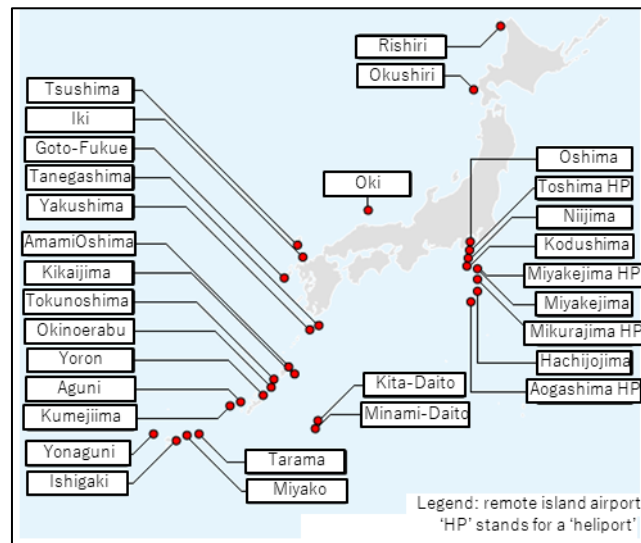 Rishiri
Okushiri
Tsushima
Iki
Goto-Fukue
Tanegashima
Yakushima
AmamiOshima
Kikaijima
Tokunoshima
Okinoerabu
Yoron
Aguni
Kumejiima
Yonaguni
Ishigaki
Oki
Oshima
Toshima HP
Niijima
Kodushima
Miyakejima HP
Miyakejima
Mikurajima HP
Hachijojima
Aogashima HP
Kita-Daito
Minami-Daito
Tarama
Miyako
Legend: remote island airport
‘HP’ stands for a ‘heliport’